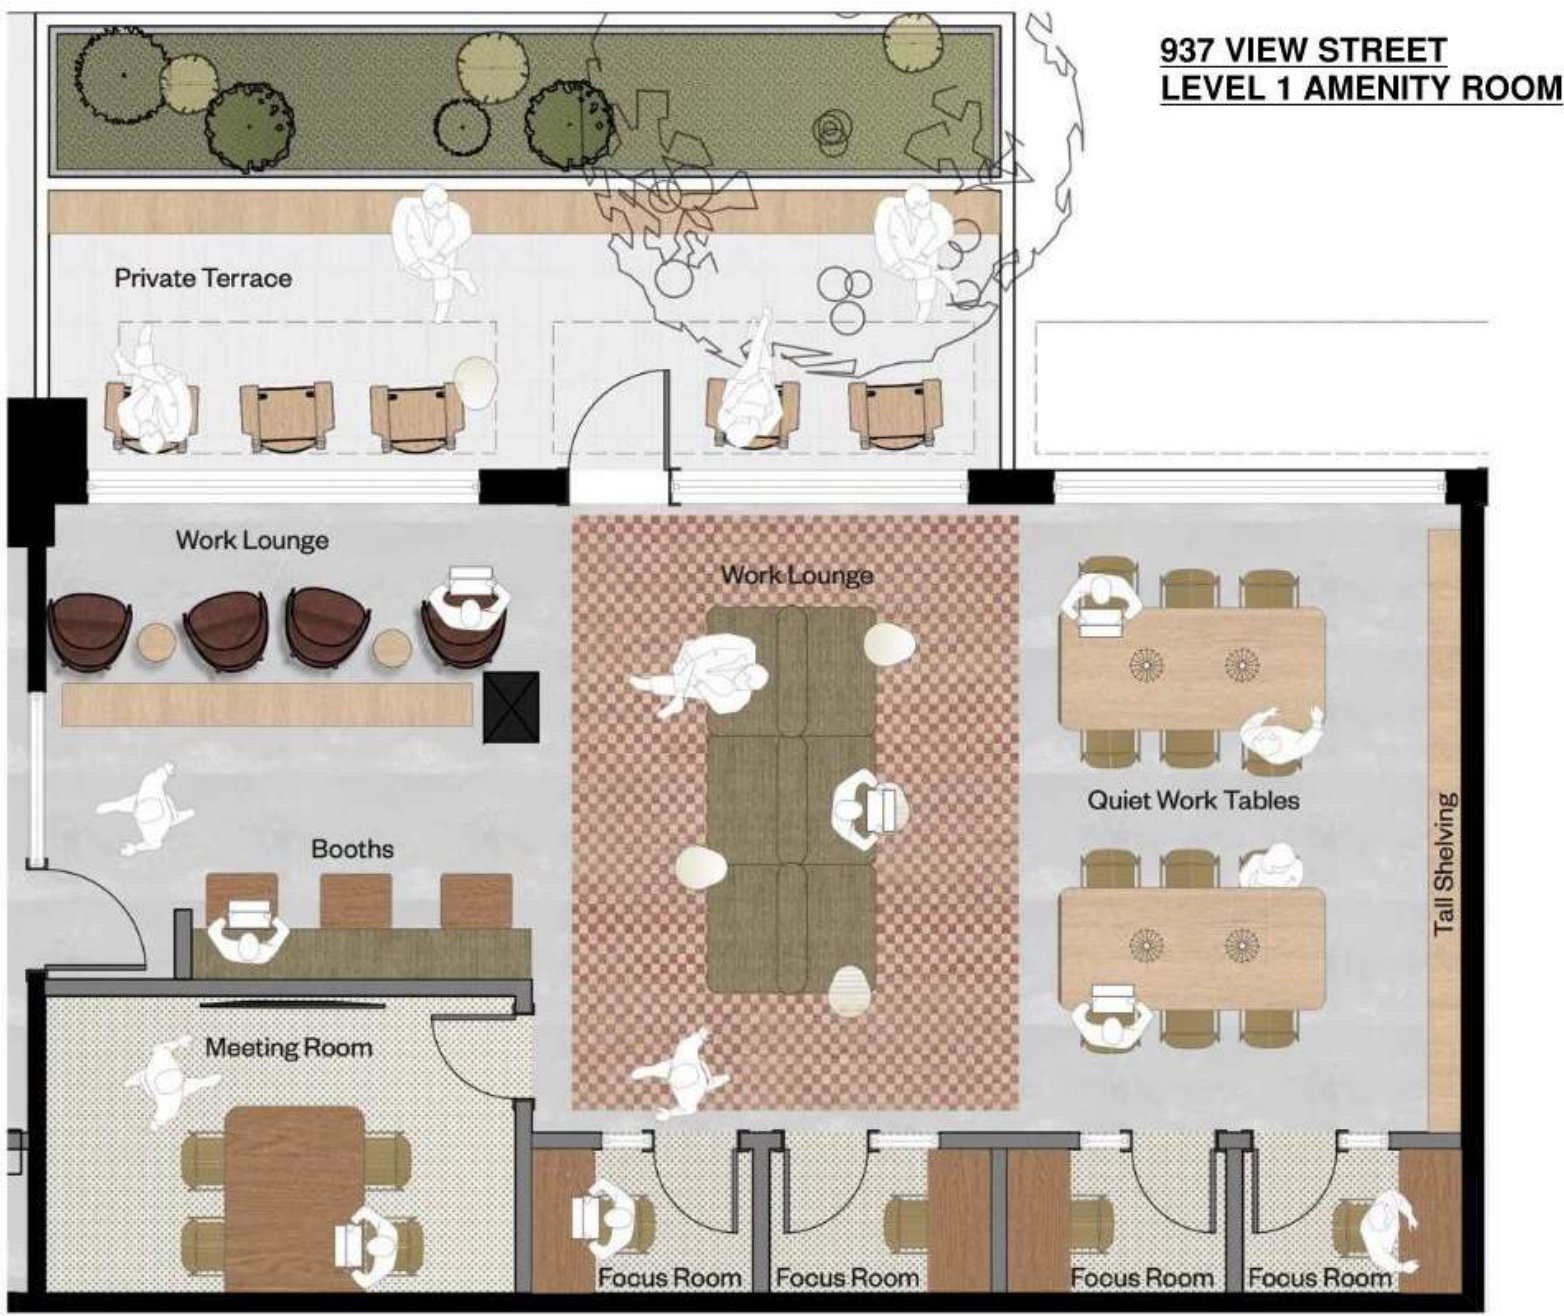 937 VIEW STREET
LEVEL 1 AMENITY ROOM
Private Terrace
Work Lounge
Work Lounge
Quiet Work Tables
Tall Shelving
Booths
Meeting Room
Focus Room
Focus Room
Focus Room
Focus Room